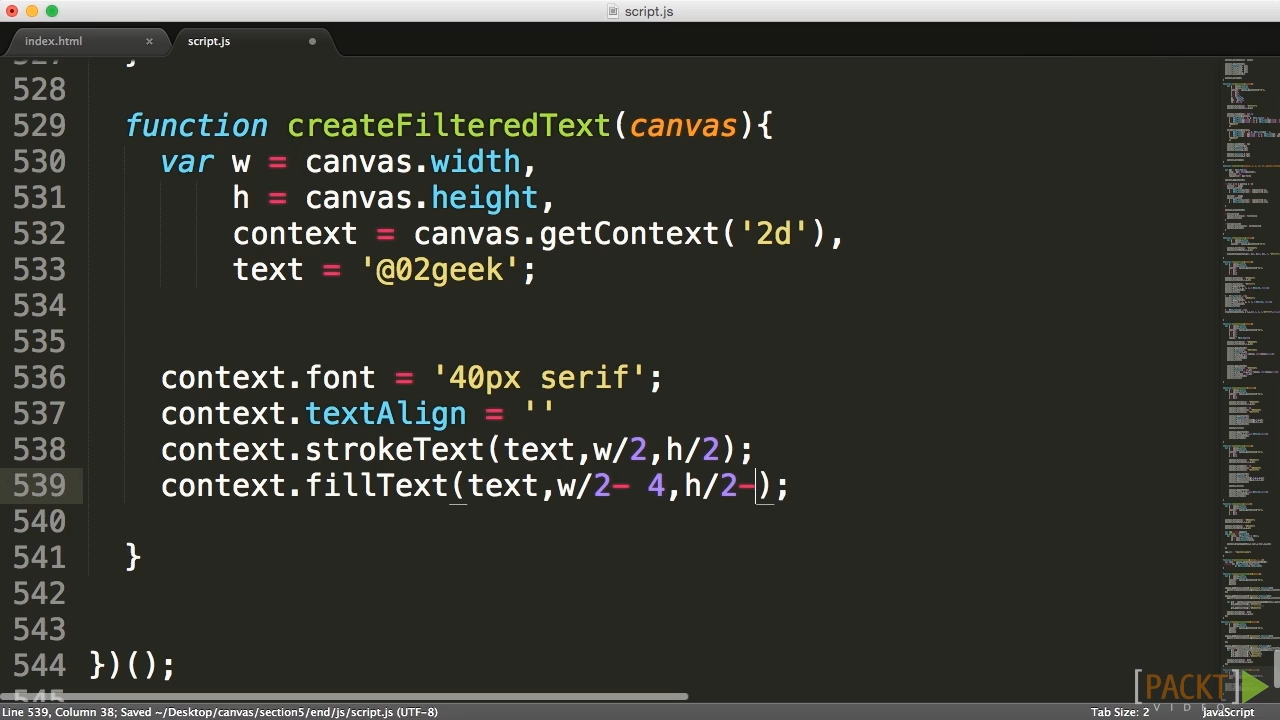 script.js
index.html × script.js
527 }
528
529 function createFilteredText(canvas){
530 var w = canvas.width,
531 h = canvas.height,
532 context = canvas.getContext('2d'),
533 text = '@02geek';
534
535
536 context.font = '40px serif';
537 context.textAlign = ''
538 context.strokeText(text,w/2,h/2);
539 context.fillText(text,w/2- 4,h/2-);
540
541 }
542
543
544 })();
545
[PACKT]
VIDEO
Line 539, Column 38; Saved ~/Desktop/canvas/section5/end/js/script.js (UTF-8) Tab Size: 2 JavaScript